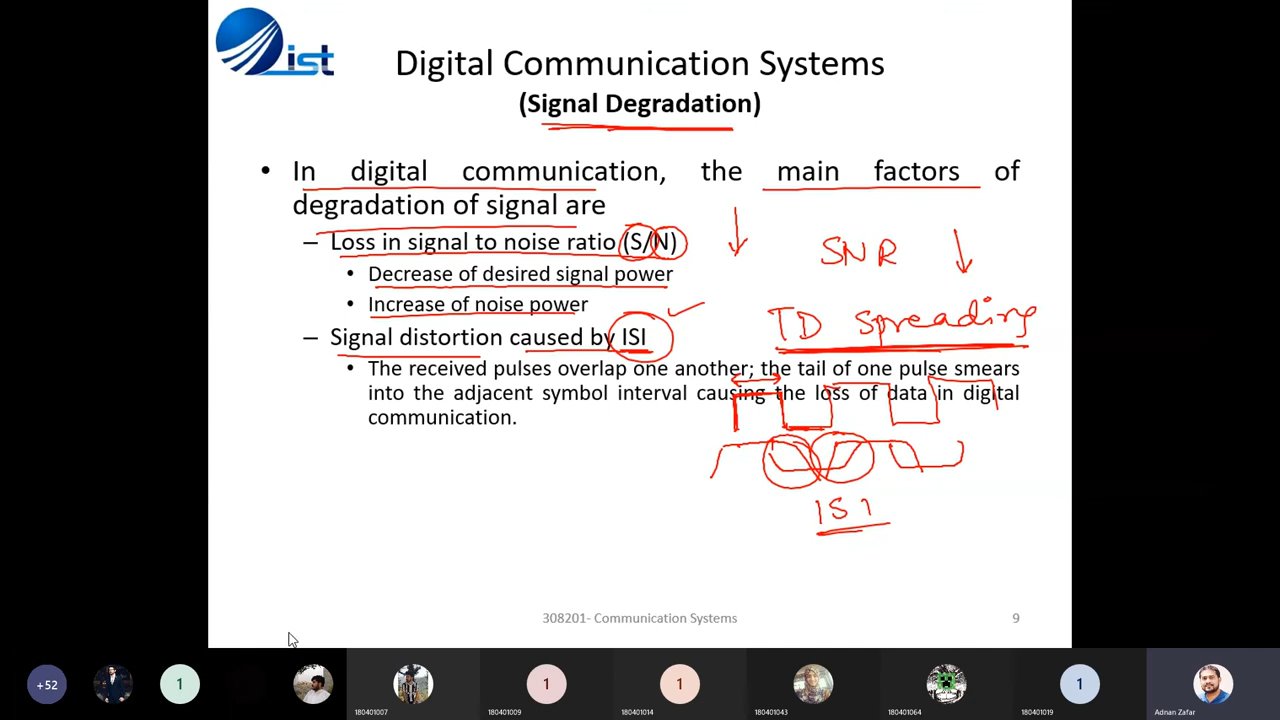 ist
Digital Communication Systems
(Signal Degradation)
• In digital communication, the main factors of
degradation of signal are
– Loss in signal to noise ratio (S/N)
SNR
• Decrease of desired signal power
• Increase of noise power
TD Spreading
– Signal distortion caused by ISI
• The received pulses overlap one another; the tail of one pulse smears
into the adjacent symbol interval causing the loss of data in digital
communication.
ISI
308201- Communication Systems
9
+52
1
1
1
1
180401007
180401009
180401014
180401043
180401064
180401019
Adnan Zafar